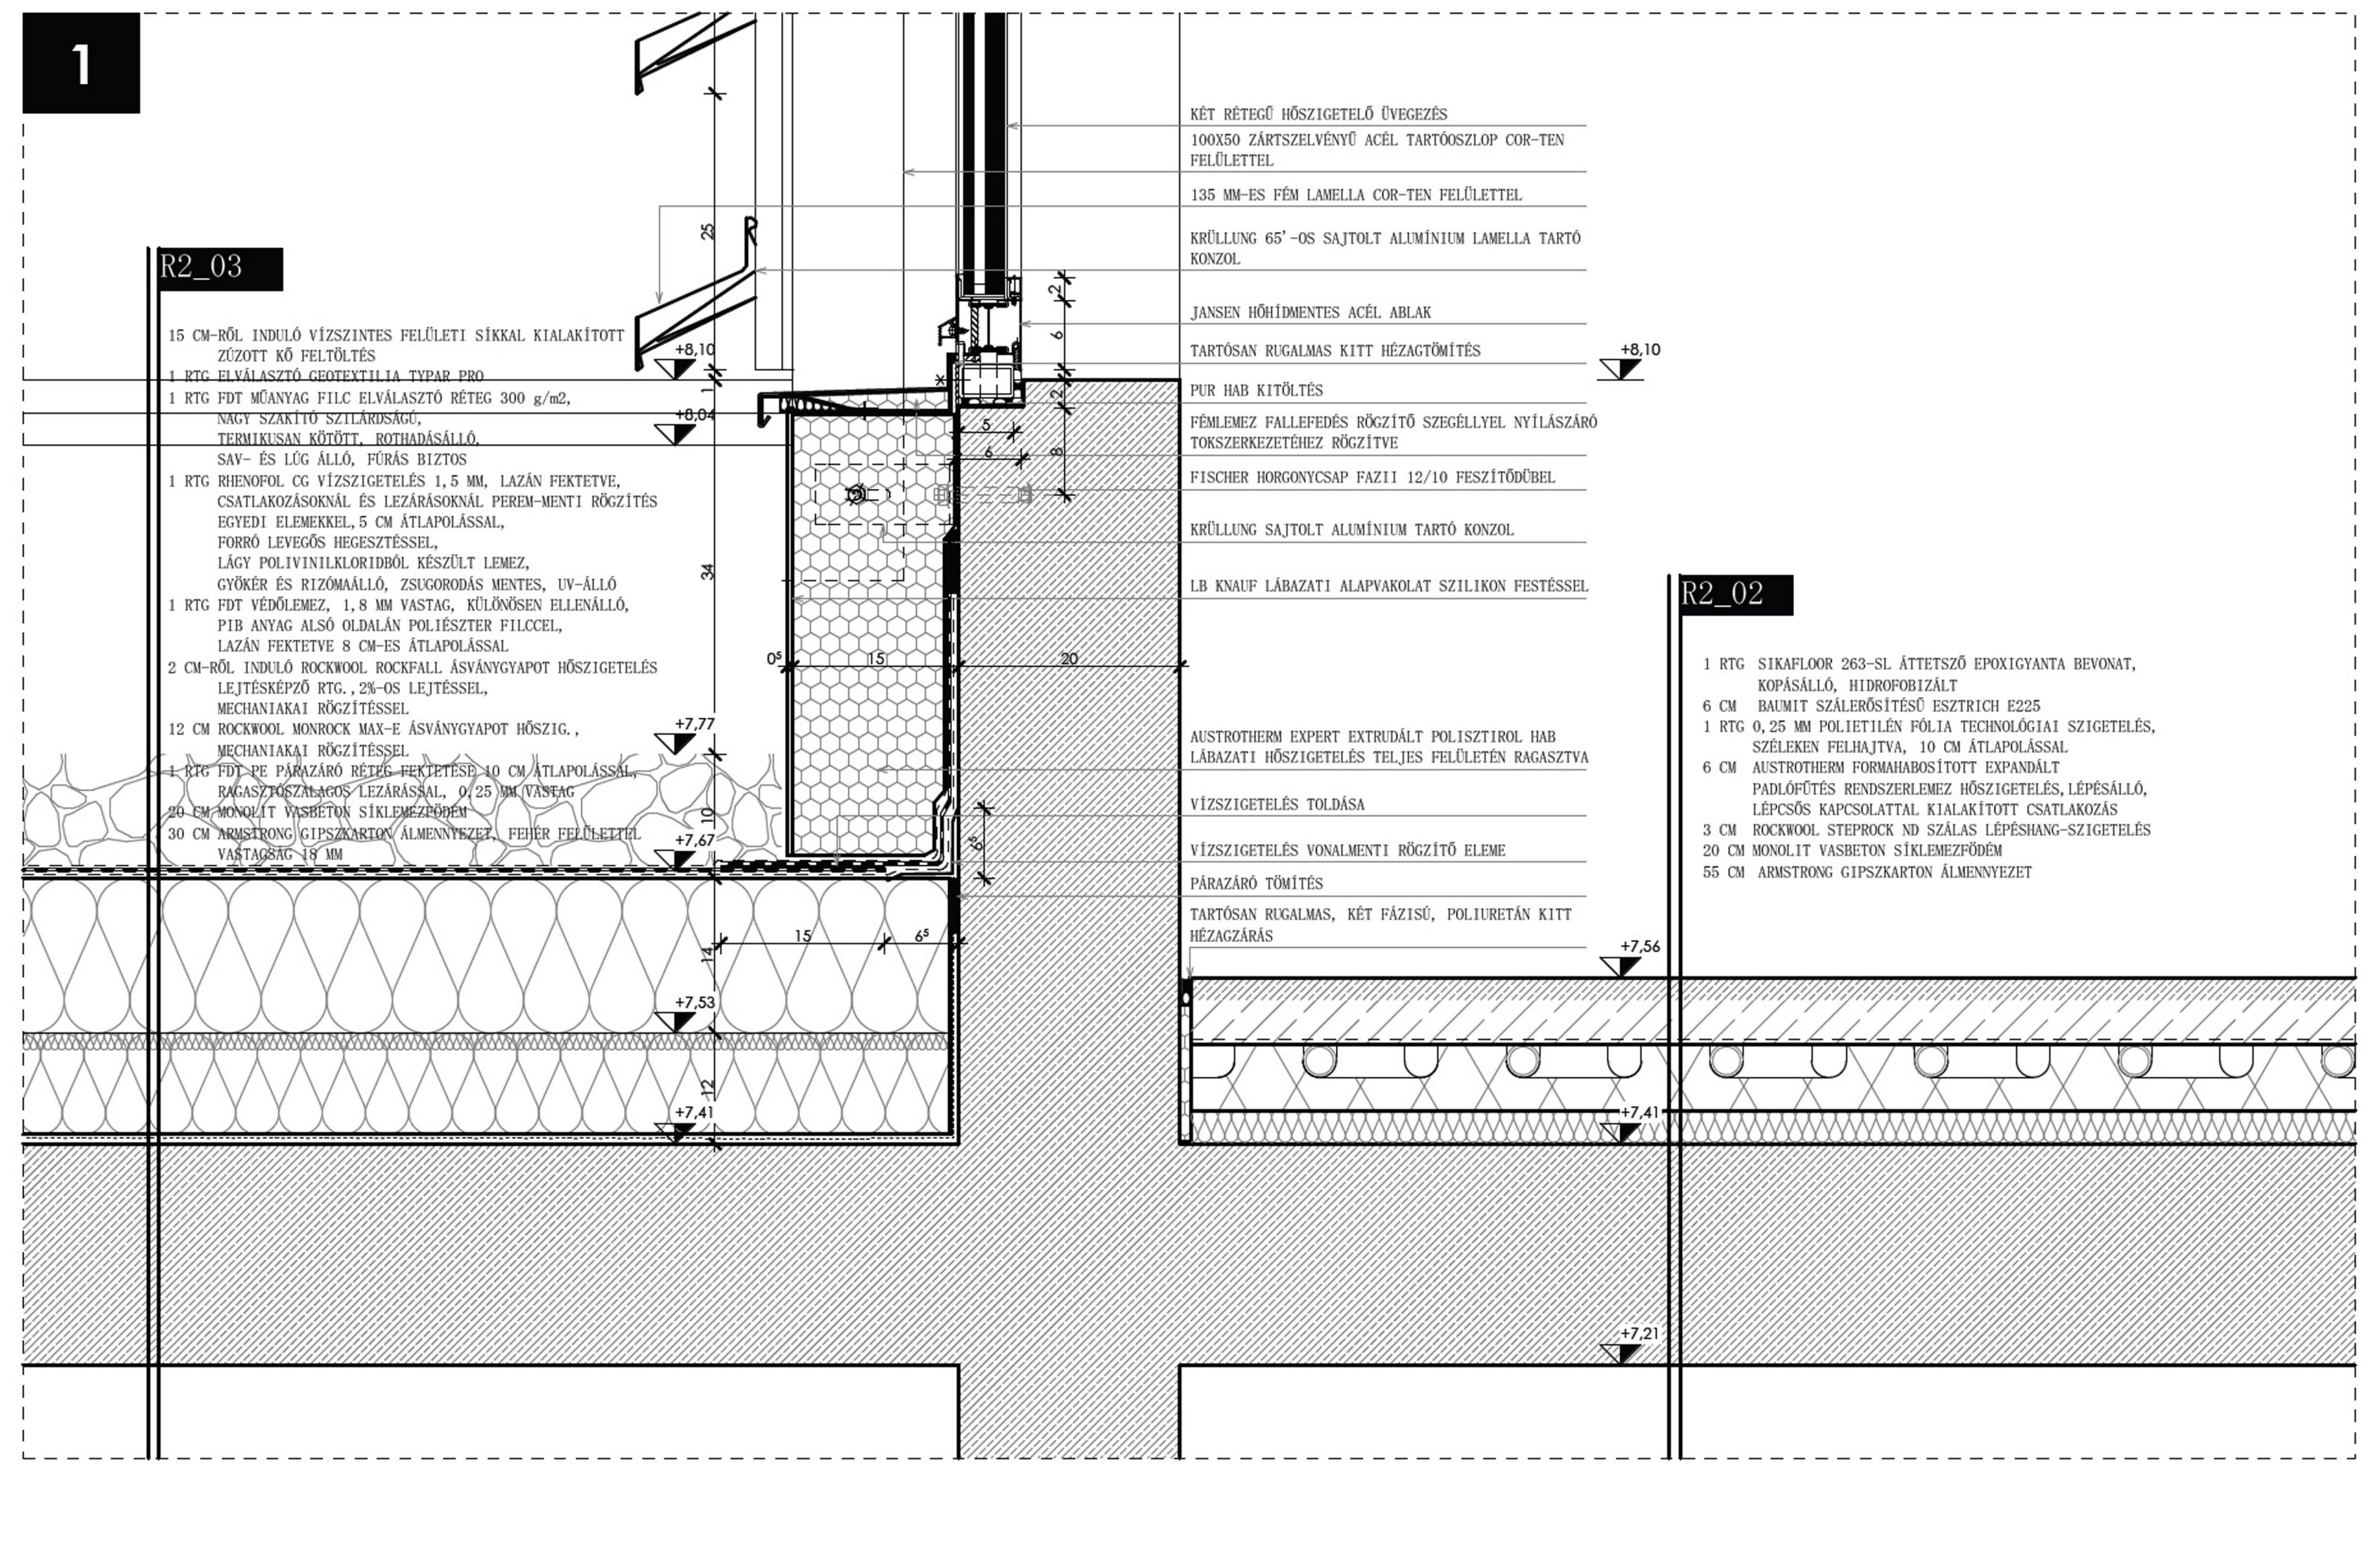 1
R2_03
15 CM-RŐL INDULÓ VÍZSZINTES FELÜLETI SÍKKAL KIALAKÍTOTT
ZÚZOTT KŐ FELTÖLTÉS
1 RTG ELVÁLASZTÓ GEOTEXTILIA TYPAR PRO
1 RTG FDT MŰANYAG FILC ELVÁLASZTÓ RÉTEG 300 g/m2,
NAGY SZAKÍTÓ SZILÁRDSÁGÚ,
TERMIKUSAN KÖTÖTT, ROTHADÁSÁLLÓ,
SAV- ÉS LÚG ÁLLÓ, FÚRÁS BIZTOS
1 RTG RHENOFOL CG VÍZSZIGETELÉS 1,5 MM, LAZÁN FEKTETVE,
CSATLAKOZÁSOKNÁL ÉS LEZÁRÁSOKNÁL PEREM-MENTI RÖGZÍTÉS
EGYEDI ELEMEKKEL, 5 CM ÁTLAPOLÁSSAL,
FORRÓ LEVEGŐS HEGESZTÉSSEL,
LÁGY POLIVINILKLORIDBÓL KÉSZÜLT LEMEZ,
GYÖKÉR ÉS RIZÓMAÁLLÓ, ZSUGORODÁS MENTES, UV-ÁLLÓ
1 RTG FDT VÉDŐLEMEZ, 1,8 MM VASTAG, KÜLÖNÖSEN ELLENÁLLÓ,
PIB ANYAG ALSÓ OLDALÁN POLIÉSZTER FILCCEL,
LAZÁN FEKTETVE 8 CM-ES ÁTLAPOLÁSSAL
2 CM-RŐL INDULÓ ROCKWOOL ROCKFALL ÁSVÁNYGYAPOT HŐSZIGETELÉS
LEJTÉSKÉPZŐ RTG., 2%-OS LEJTÉSSEL,
MECHANIAKAI RÖGZÍTÉSSEL
12 CM ROCKWOOL MONROCK MAX-E ÁSVÁNYGYAPOT HŐSZIG.,
MECHANIAKAI RÖGZÍTÉSSEL
1 RTG FDT PE PÁRAZÁRÓ RÉTEG FEKTETÉSE 10 CM ÁTLAPOLÁSSAL,
RAGASZTÓSZALAGOS LEZÁRÁSSAL, 0,25 MM VASTAG
20 CM MONOLIT VASBETON SÍKLEMEZFÖDÉM
30 CM ARMSTRONG GIPSZKARTON ÁLMENNYEZET, FEHÉR FELÜLETTEL
VASTAGSÁG 18 MM
25
+8,10
1
+8,04
34
+7,77
10
+7,67
14
+7,53
12
+7,41
2
6
2
8
5
6
0⁵
15
20
6⁵
15
6⁵
KÉT RÉTEGŰ HŐSZIGETELŐ ÜVEGEZÉS
100X50 ZÁRTSZELVÉNYŰ ACÉL TARTÓOSZLOP COR-TEN
FELÜLETTEL
135 MM-ES FÉM LAMELLA COR-TEN FELÜLETTEL
KRÜLLUNG 65'-OS SAJTOLT ALUMÍNIUM LAMELLA TARTÓ
KONZOL
JANSEN HŐHÍDMENTES ACÉL ABLAK
TARTÓSAN RUGALMAS KITT HÉZAGTÖMÍTÉS
PUR HAB KITÖLTÉS
FÉMLEMEZ FALLEFEDÉS RÖGZÍTŐ SZEGÉLLYEL NYÍLÁSZÁRÓ
TOKSZERKEZETÉHEZ RÖGZÍTVE
FISCHER HORGONYCSAP FAZII 12/10 FESZÍTŐDÜBEL
KRÜLLUNG SAJTOLT ALUMÍNIUM TARTÓ KONZOL
LB KNAUF LÁBAZATI ALAPVAKOLAT SZILIKON FESTÉSSEL
AUSTROTHERM EXPERT EXTRUDÁLT POLISZTIROL HAB
LÁBAZATI HŐSZIGETELÉS TELJES FELÜLETÉN RAGASZTVA
VÍZSZIGETELÉS TOLDÁSA
VÍZSZIGETELÉS VONALMENTI RÖGZÍTŐ ELEME
PÁRAZÁRÓ TÖMÍTÉS
TARTÓSAN RUGALMAS, KÉT FÁZISÚ, POLIURETÁN KITT
HÉZAGZÁRÁS
+8,10
R2_02
1 RTG SIKAFLOOR 263-SL ÁTTETSZŐ EPOXIGYANTA BEVONAT,
KOPÁSÁLLÓ, HIDROFOBIZÁLT
6 CM BAUMIT SZÁLERŐSÍTÉSŰ ESZTRICH E225
1 RTG 0,25 MM POLIETILÉN FÓLIA TECHNOLÓGIAI SZIGETELÉS,
SZÉLEKEN FELHAJTVA, 10 CM ÁTLAPOLÁSSAL
6 CM AUSTROTHERM FORMAHABOSÍTOTT EXPANDÁLT
PADLÓFŰTÉS RENDSZERLEMEZ HŐSZIGETELÉS, LÉPÉSÁLLÓ,
LÉPCSŐS KAPCSOLATTAL KIALAKÍTOTT CSATLAKOZÁS
3 CM ROCKWOOL STEPROCK ND SZÁLAS LÉPÉSHANG-SZIGETELÉS
20 CM MONOLIT VASBETON SÍKLEMEZFÖDÉM
55 CM ARMSTRONG GIPSZKARTON ÁLMENNYEZET
+7,56
+7,41
+7,21